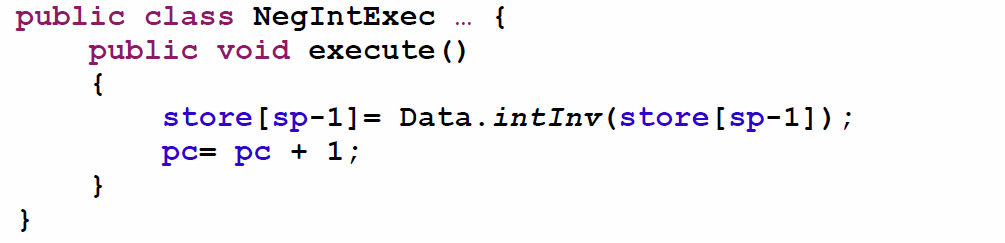 public class NegIntExec … {
public void execute()
{
store[sp-1]= Data.intInv(store[sp-1]);
pc= pc + 1;
}
}